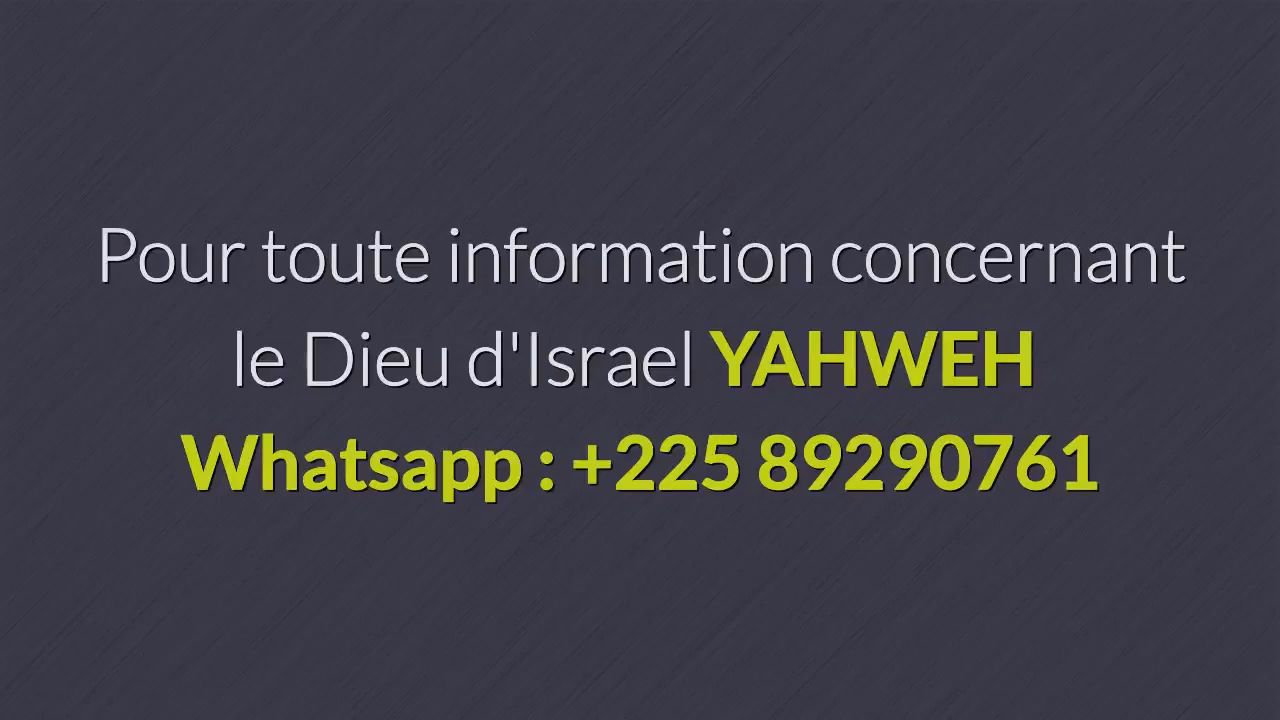 Pour toute information concernant
le Dieu d'Israel YAHWEH
Whatsapp : +225 89290761